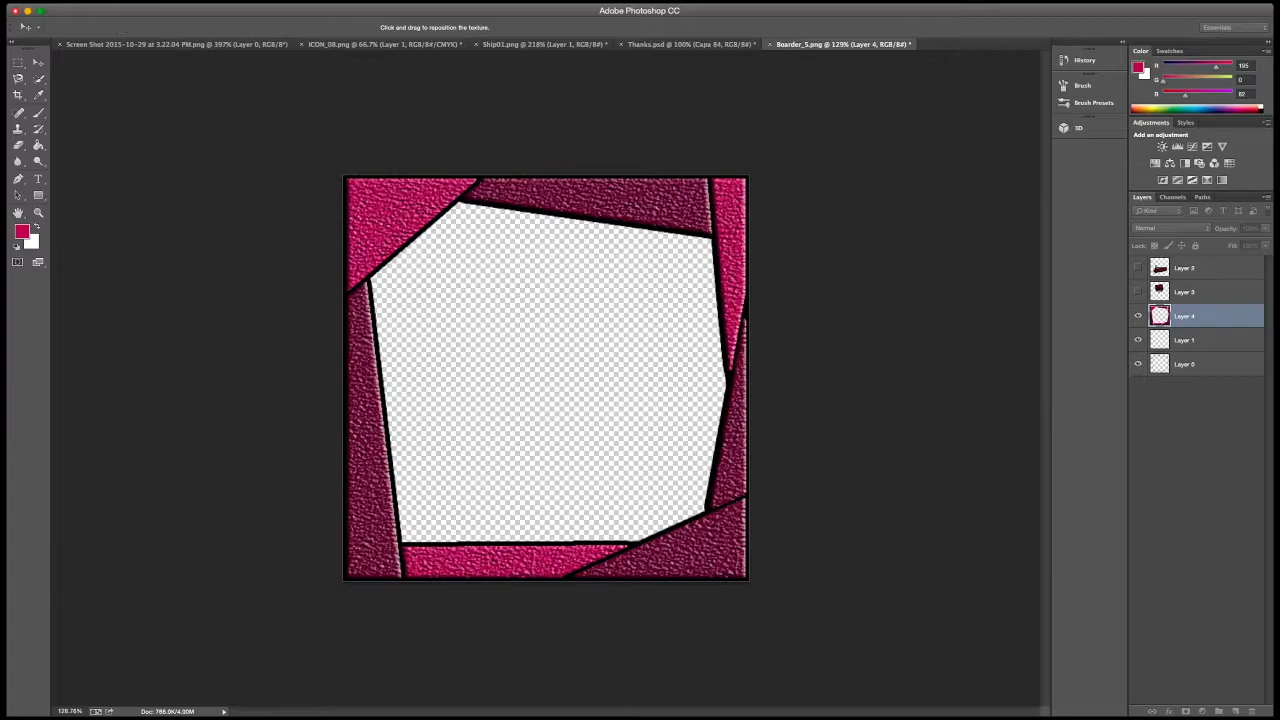 Adobe Photoshop CC
Click and drag to reposition the texture.
Essentials
Screen Shot 2015-10-29 at 3.22.04 PM.png @ 397% (Layer 0, RGB/8*)
ICON_08.png @ 66.7% (Layer 1, RGB/8#/CMYK) *
Ship01.png @ 218% (Layer 1, RGB/8#) *
Thanks.psd @ 100% (Capa 84, RGB/8#) *
Boarder_S.png @ 129% (Layer 4, RGB/8#) *
History
Brush
Brush Presets
3D
Color
Swatches
R
195
G
0
B
82
Adjustments
Styles
Add an adjustment
Layers
Channels
Paths
Kind
Normal
Opacity:
100%
Lock:
Fill:
100%
Layer 2
Layer 3
Layer 4
Layer 1
Layer 0
128.76%
Doc: 766.0K/4.00M